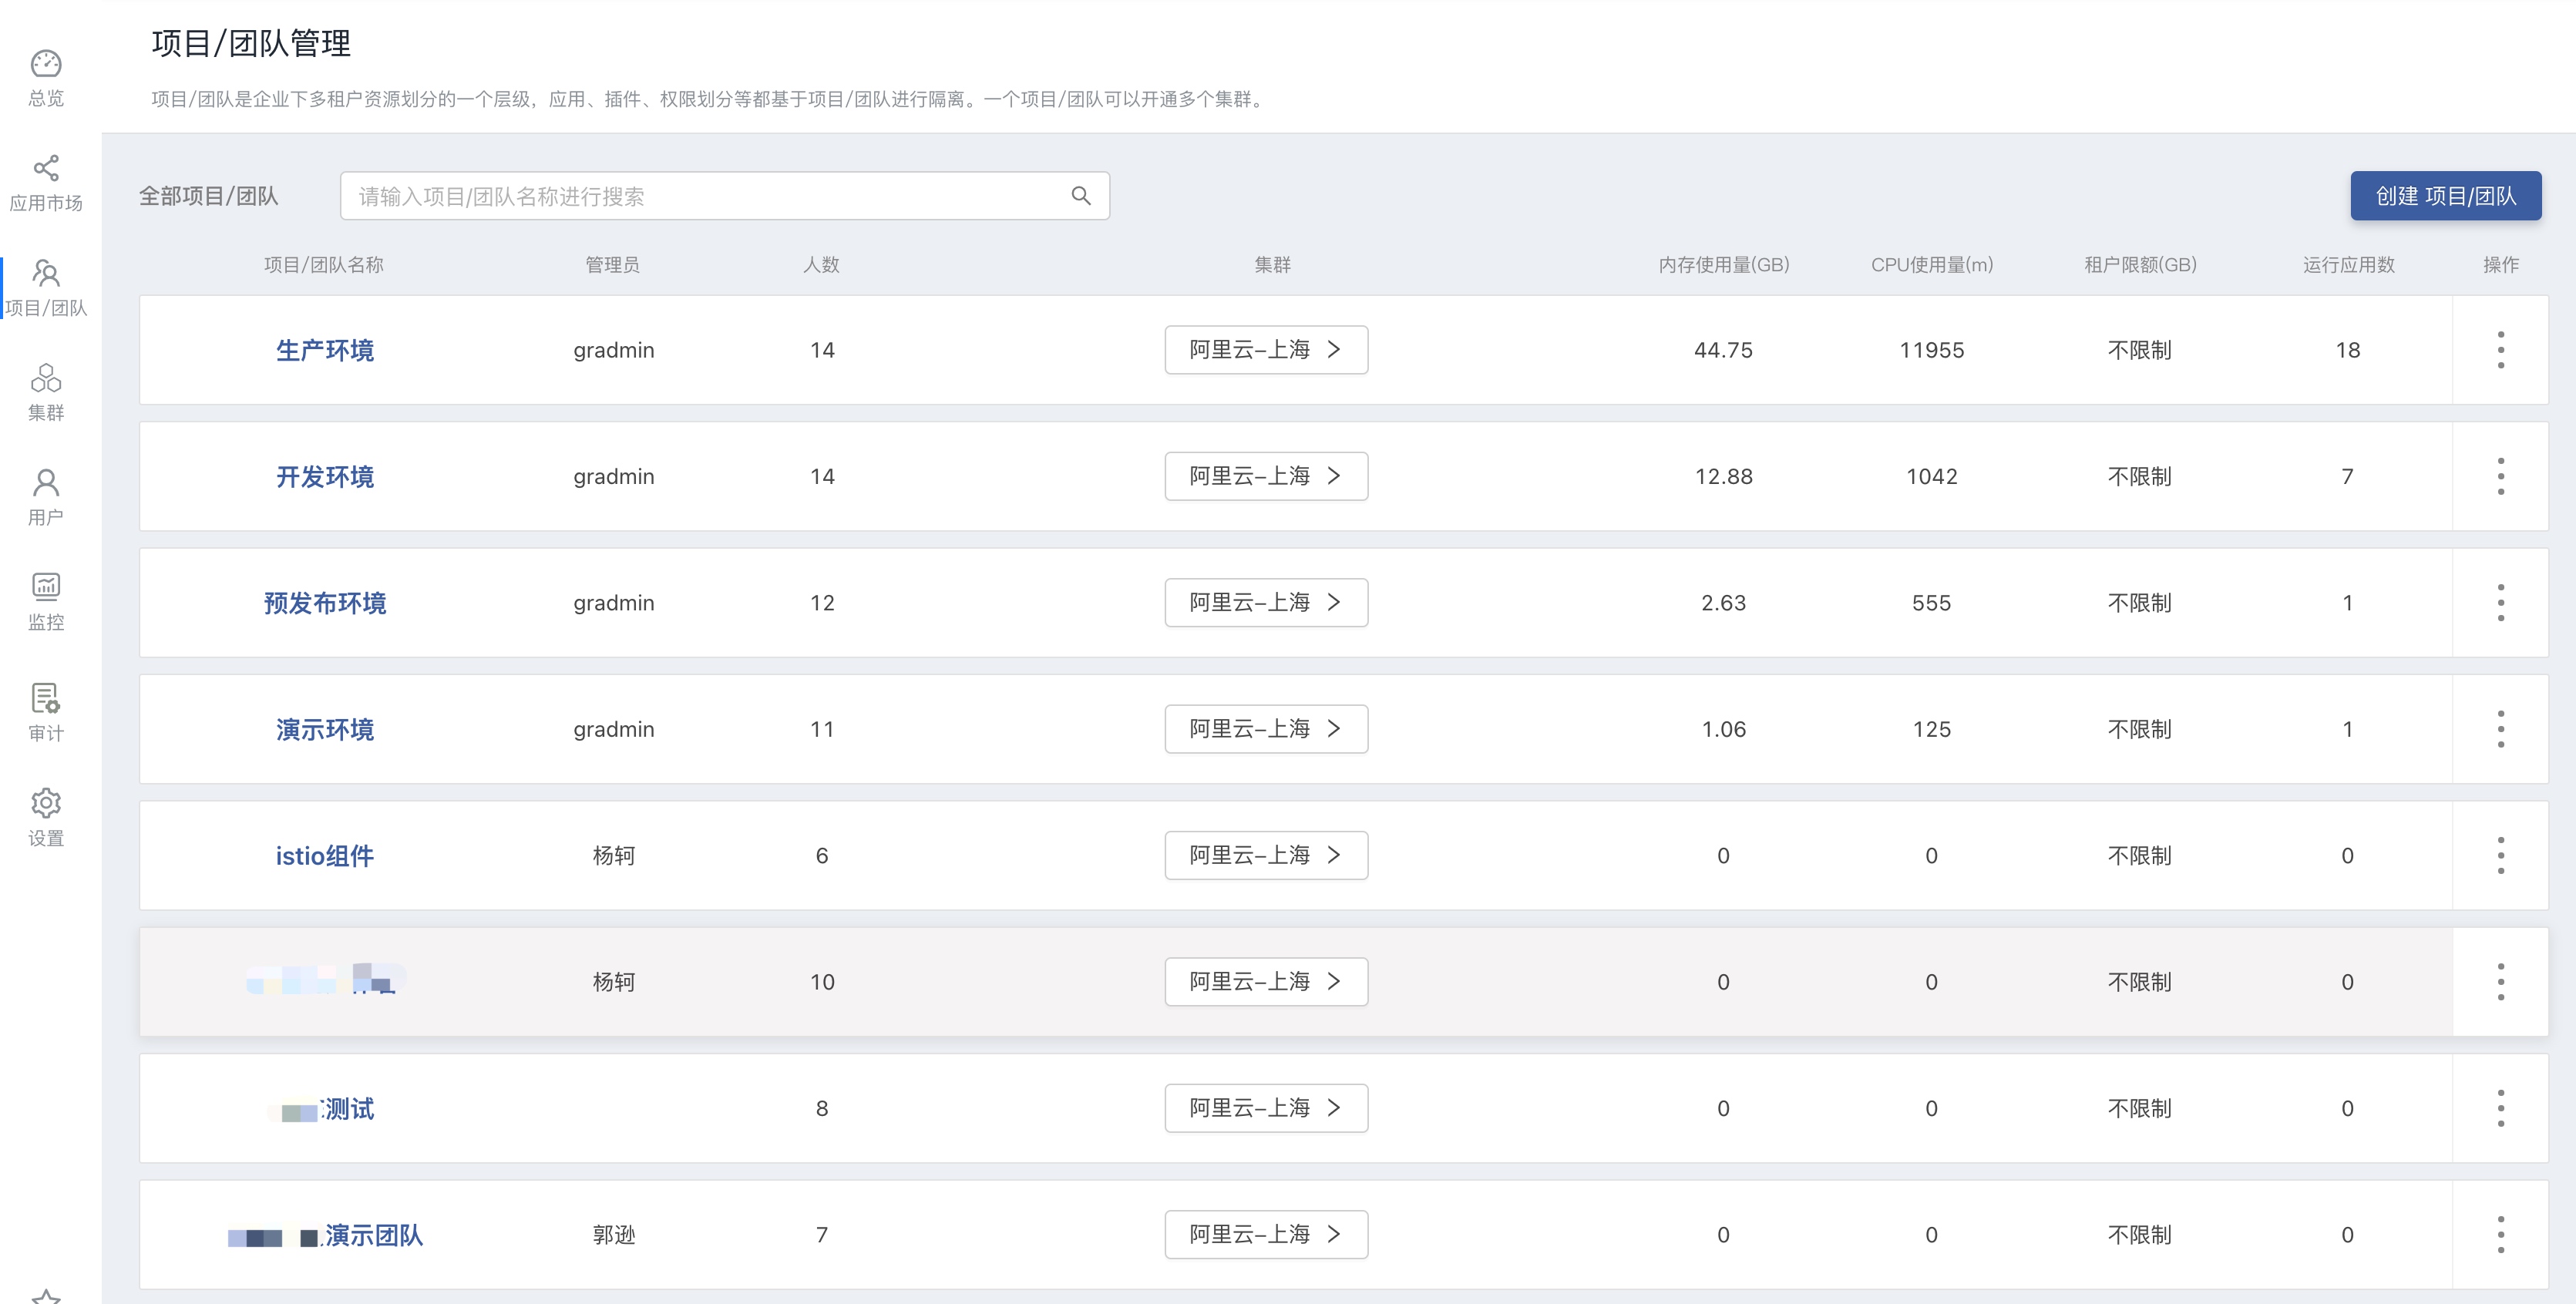 项目/团队管理
项目/团队是企业下多租户资源划分的一个层级，应用、插件、权限划分等都基于项目/团队进行隔离。一个项目/团队可以开通多个集群。
总览
应用市场
项目/团队
集群
用户
监控
审计
设置
全部项目/团队 请输入项目/团队名称进行搜索 创建 项目/团队
项目/团队名称 管理员 人数 集群 内存使用量(GB) CPU使用量(m) 租户限额(GB) 运行应用数 操作
生产环境 gradmin 14 阿里云-上海 44.75 11955 不限制 18
开发环境 gradmin 14 阿里云-上海 12.88 1042 不限制 7
预发布环境 gradmin 12 阿里云-上海 2.63 555 不限制 1
演示环境 gradmin 11 阿里云-上海 1.06 125 不限制 1
istio组件 杨轲 6 阿里云-上海 0 0 不限制 0
杨轲 10 阿里云-上海 0 0 不限制 0
测试 8 阿里云-上海 0 0 不限制 0
演示团队 郭逊 7 阿里云-上海 0 0 不限制 0